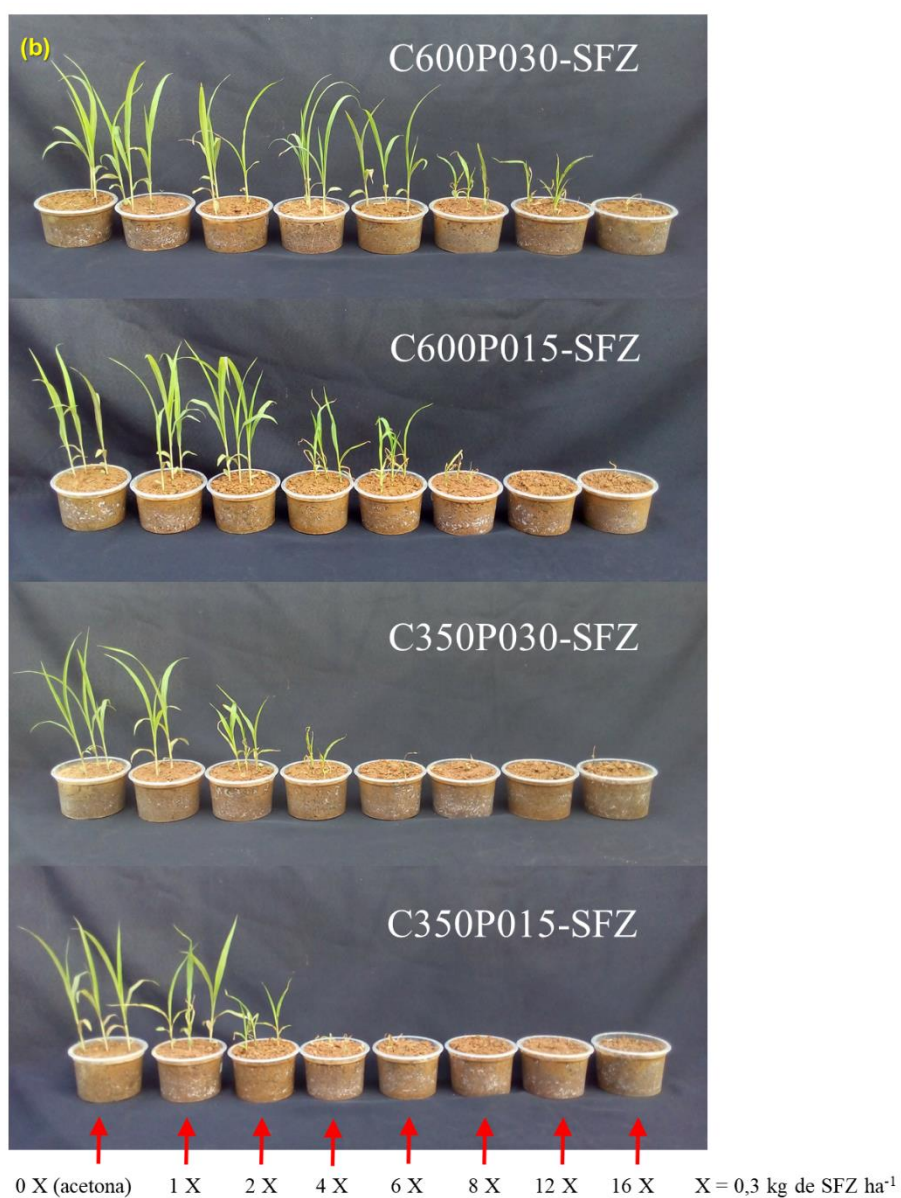 (b)
C600P030-SFZ
C600P015-SFZ
C350P030-SFZ
C350P015-SFZ
0 X (acetona) 1 X 2 X 4 X 6 X 8 X 12 X 16 X X = 0,3 kg de SFZ ha⁻¹